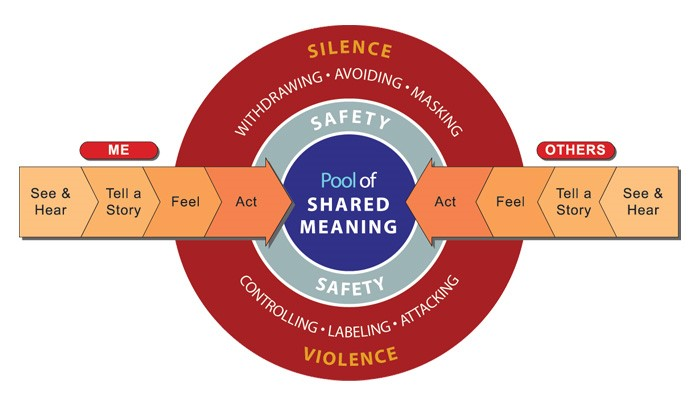 SILENCE
WITHDRAWING • AVOIDING • MASKING
SAFETY
ME
See &
Hear
Tell a
Story
Feel
Act
Pool of
SHARED
MEANING
OTHERS
Act
Feel
Tell a
Story
See &
Hear
SAFETY
CONTROLLING • LABELING • ATTACKING
VIOLENCE